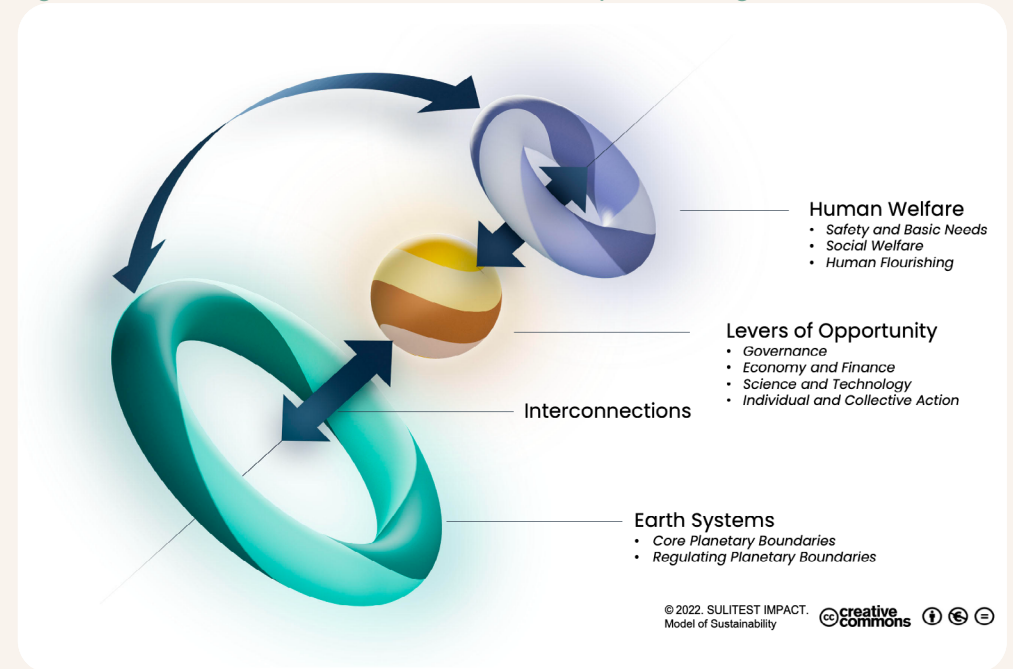 Human Welfare
• Safety and Basic Needs
• Social Welfare
• Human Flourishing
Levers of Opportunity
• Governance
• Economy and Finance
• Science and Technology
• Individual and Collective Action
Interconnections
Earth Systems
• Core Planetary Boundaries
• Regulating Planetary Boundaries
© 2022. SULITEST IMPACT.
Model of Sustainability
cc creative
commons